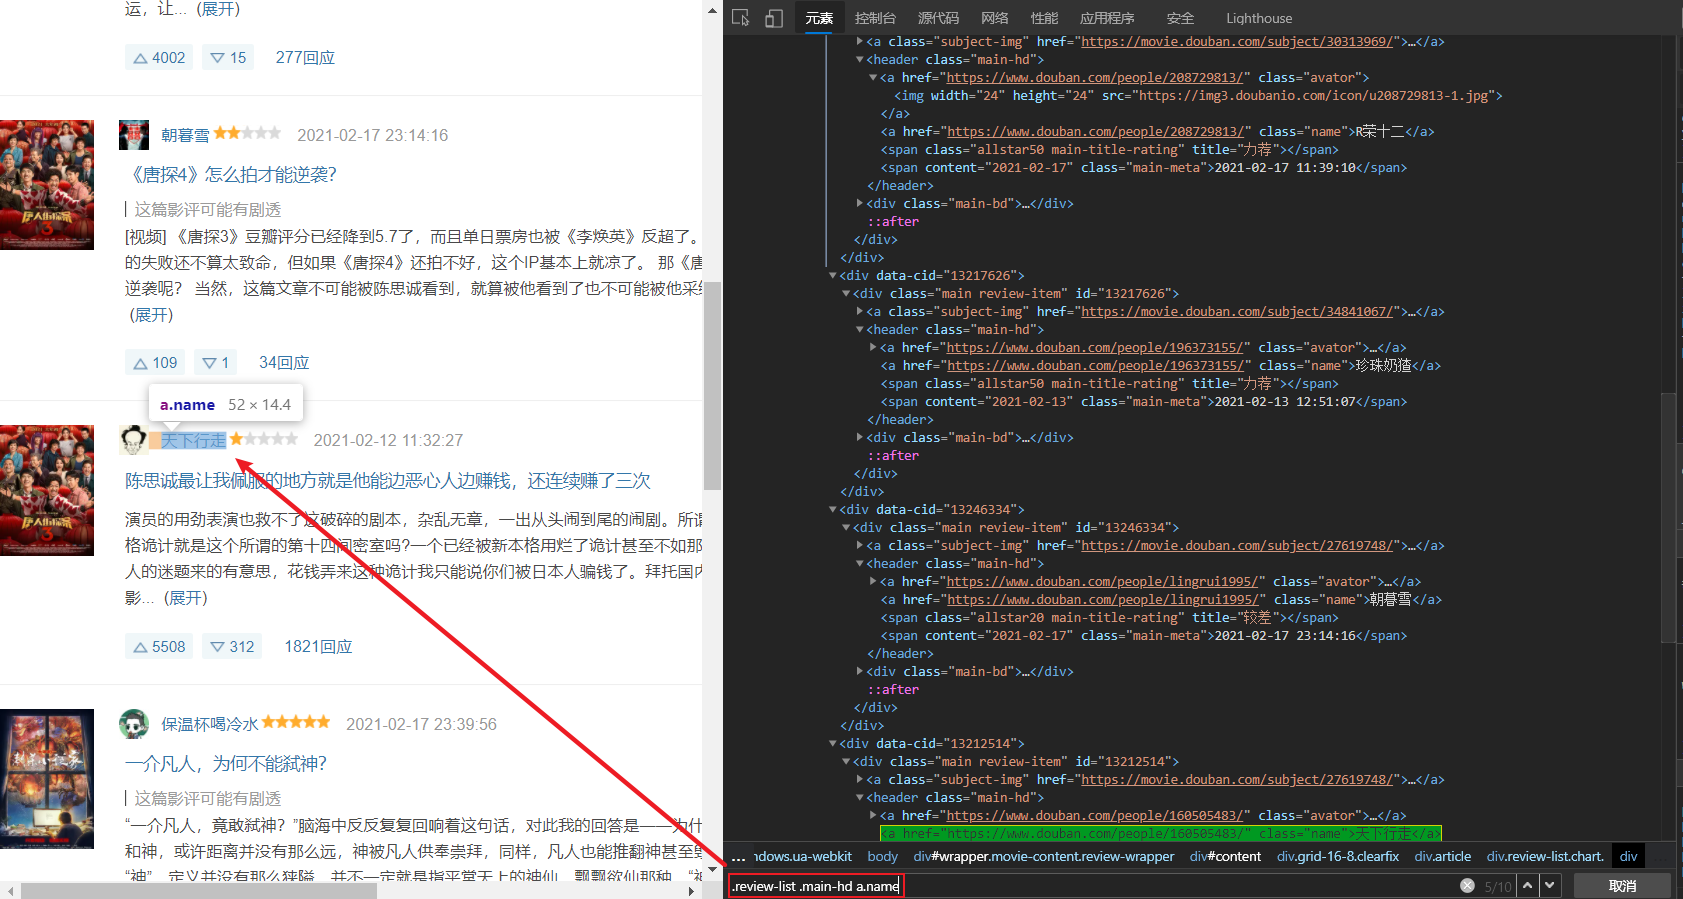 运，让... (展开)
4002 15 277回应
朝暮雪 2021-02-17 23:14:16
《唐探4》怎么拍才能逆袭?
这篇影评可能有剧透
[视频] 《唐探3》豆瓣评分已经降到5.7了，而且单日票房也被《李焕英》反超了。
的失败还不算太致命，但如果《唐探4》还拍不好，这个IP基本上就凉了。 那《唐
逆袭呢？ 当然，这篇文章不可能被陈思诚看到，就算被他看到了也不可能被他采纟
(展开)
109 1 34回应
a.name 52 × 14.4
天下行走 2021-02-12 11:32:27
陈思诚最让我佩服的地方就是他能边恶心人边赚钱，还连续赚了三次
演员的用劲表演也救不了这破碎的剧本，杂乱无章，一出从头闹到尾的闹剧。所谓
格诡计就是这个所谓的第十四间密室吗?一个已经被新本格用烂了诡计甚至不如那
人的迷题来的有意思，花钱弄来这种诡计我只能说你们被日本人骗钱了。拜托国内
影... (展开)
5508 312 1821回应
保温杯喝冷水 2021-02-17 23:39:56
一介凡人，为何不能弑神？
这篇影评可能有剧透
“一介凡人，竟敢弑神？”脑海中反反复复回响着这句话，对此我的回答是——为什
和神，或许距离并没有那么远，神被凡人供奉崇拜，同样，凡人也能推翻神甚至毁
“神”，定义并没有那么狭隘，并不一定就是指平常天上的神仙，飘飘欲仙那种，“神
元素 控制台 源代码 网络 性能 应用程序 安全 Lighthouse
<a class="subject-img" href="https://movie.douban.com/subject/30313969/">…</a>
<header class="main-hd">
<a href="https://www.douban.com/people/208729813/" class="avator">
<img width="24" height="24" src="https://img3.doubanio.com/icon/u208729813-1.jpg">
</a>
<a href="https://www.douban.com/people/208729813/" class="name">R荣十二</a>
<span class="allstar50 main-title-rating" title="力荐"></span>
<span content="2021-02-17" class="main-meta">2021-02-17 11:39:10</span>
</header>
<div class="main-bd">…</div>
::after
</div>
</div>
<div data-cid="13217626">
<div class="main review-item" id="13217626">
<a class="subject-img" href="https://movie.douban.com/subject/34841067/">…</a>
<header class="main-hd">
<a href="https://www.douban.com/people/196373155/" class="avator">…</a>
<a href="https://www.douban.com/people/196373155/" class="name">珍珠奶猹</a>
<span class="allstar50 main-title-rating" title="力荐"></span>
<span content="2021-02-13" class="main-meta">2021-02-13 12:51:07</span>
</header>
<div class="main-bd">…</div>
::after
</div>
</div>
<div data-cid="13246334">
<div class="main review-item" id="13246334">
<a class="subject-img" href="https://movie.douban.com/subject/27619748/">…</a>
<header class="main-hd">
<a href="https://www.douban.com/people/lingrui1995/" class="avator">…</a>
<a href="https://www.douban.com/people/lingrui1995/" class="name">朝暮雪</a>
<span class="allstar20 main-title-rating" title="较差"></span>
<span content="2021-02-17" class="main-meta">2021-02-17 23:14:16</span>
</header>
<div class="main-bd">…</div>
::after
</div>
</div>
<div data-cid="13212514">
<div class="main review-item" id="13212514">
<a class="subject-img" href="https://movie.douban.com/subject/27619748/">…</a>
<header class="main-hd">
<a href="https://www.douban.com/people/160505483/" class="avator">…</a>
<a href="https://www.douban.com/people/160505483/" class="name">天下行走</a>
... ndows.ua-webkit body div#wrapper.movie-content.review-wrapper div#content div.grid-16-8.clearfix div.article div.review-list.chart. div
.review-list .main-hd a.name 5/10 取消